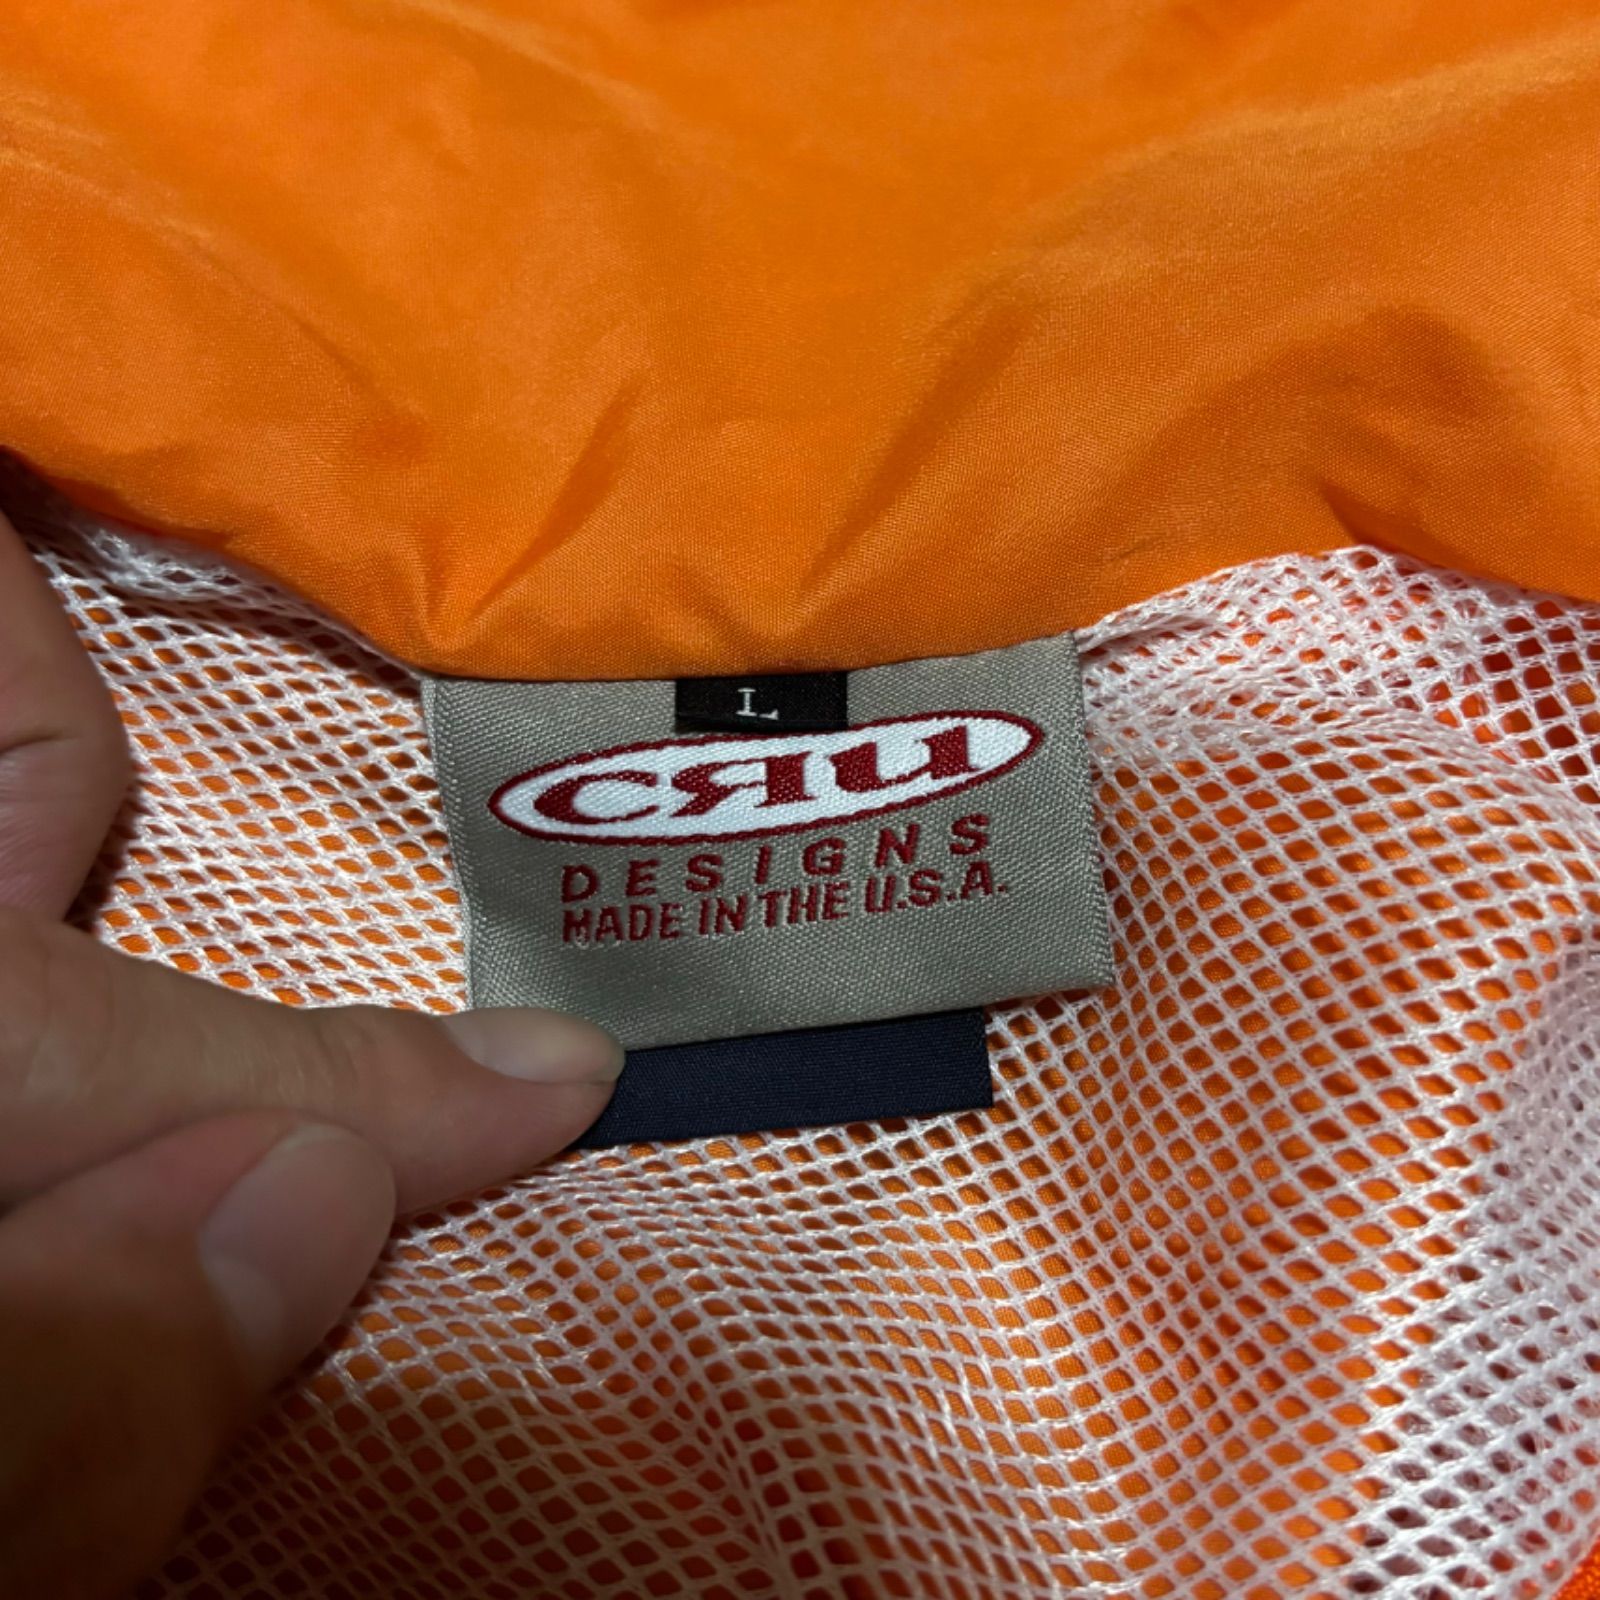 L
CRU
DESIGNS
MADE IN THE U.S.A.